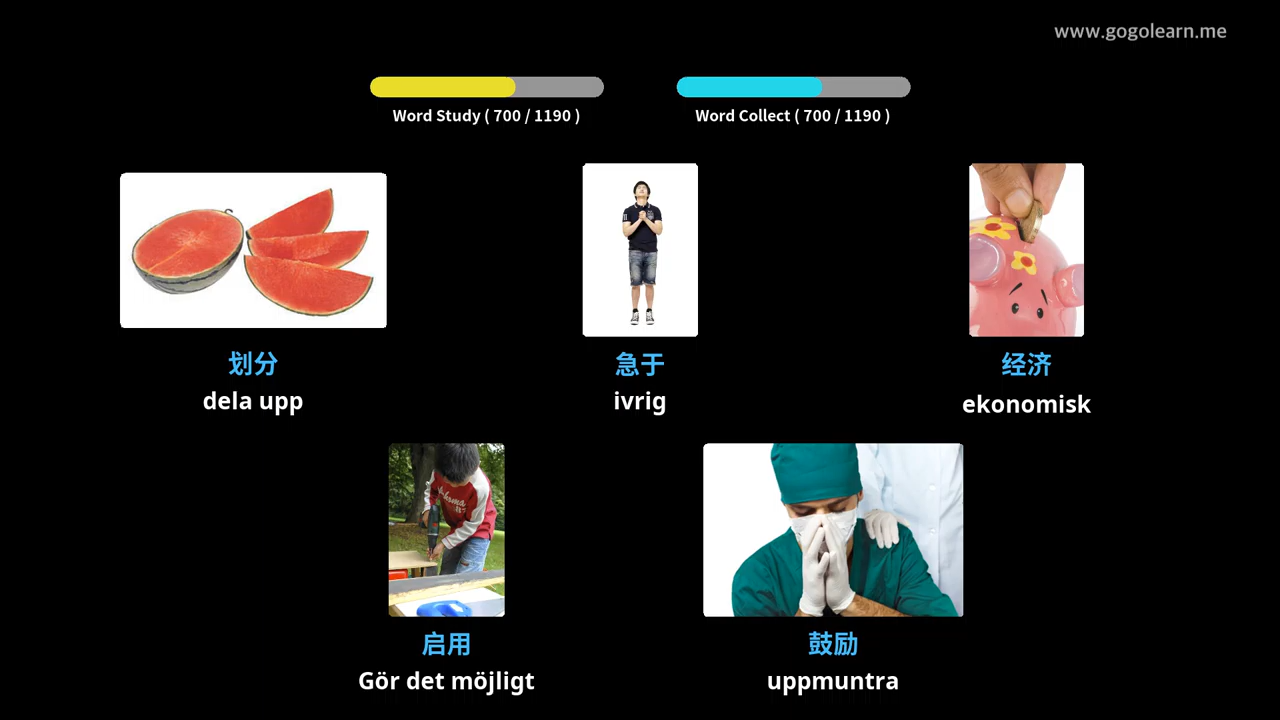 www.gogolearn.me
Word Study ( 700 / 1190 )
Word Collect ( 700 / 1190 )
划分
dela upp
急于
ivrig
经济
ekonomisk
启用
Gör det möjligt
鼓励
uppmuntra